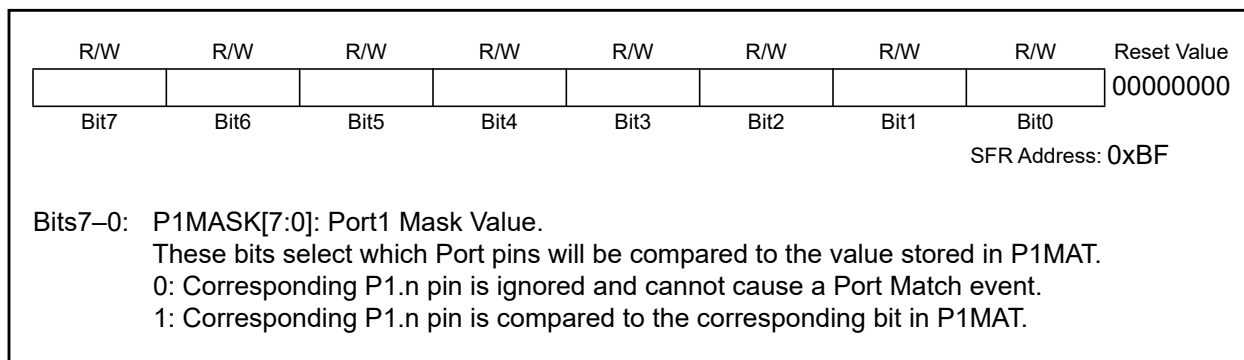 R/W R/W R/W R/W R/W R/W R/W R/W Reset Value
00000000
Bit7 Bit6 Bit5 Bit4 Bit3 Bit2 Bit1 Bit0
SFR Address: 0xBF
Bits7–0: P1MASK[7:0]: Port1 Mask Value.
These bits select which Port pins will be compared to the value stored in P1MAT.
0: Corresponding P1.n pin is ignored and cannot cause a Port Match event.
1: Corresponding P1.n pin is compared to the corresponding bit in P1MAT.